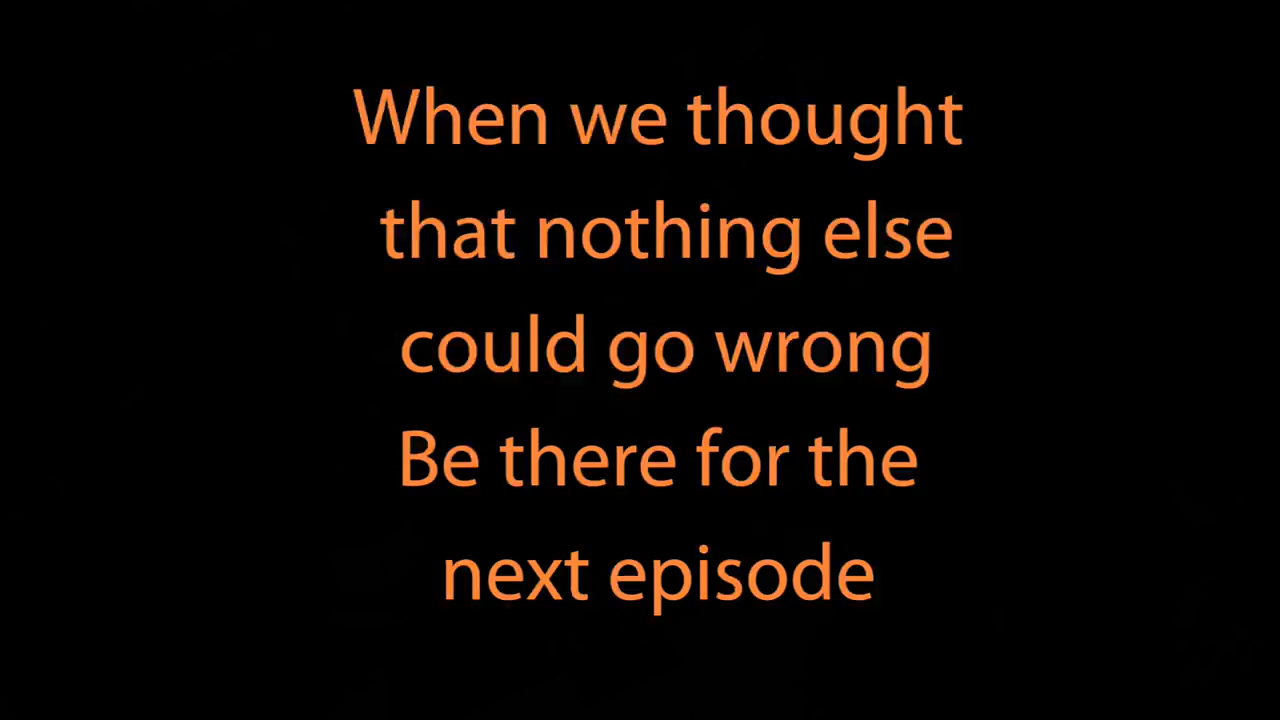 When we thought
that nothing else
could go wrong
Be there for the
next episode